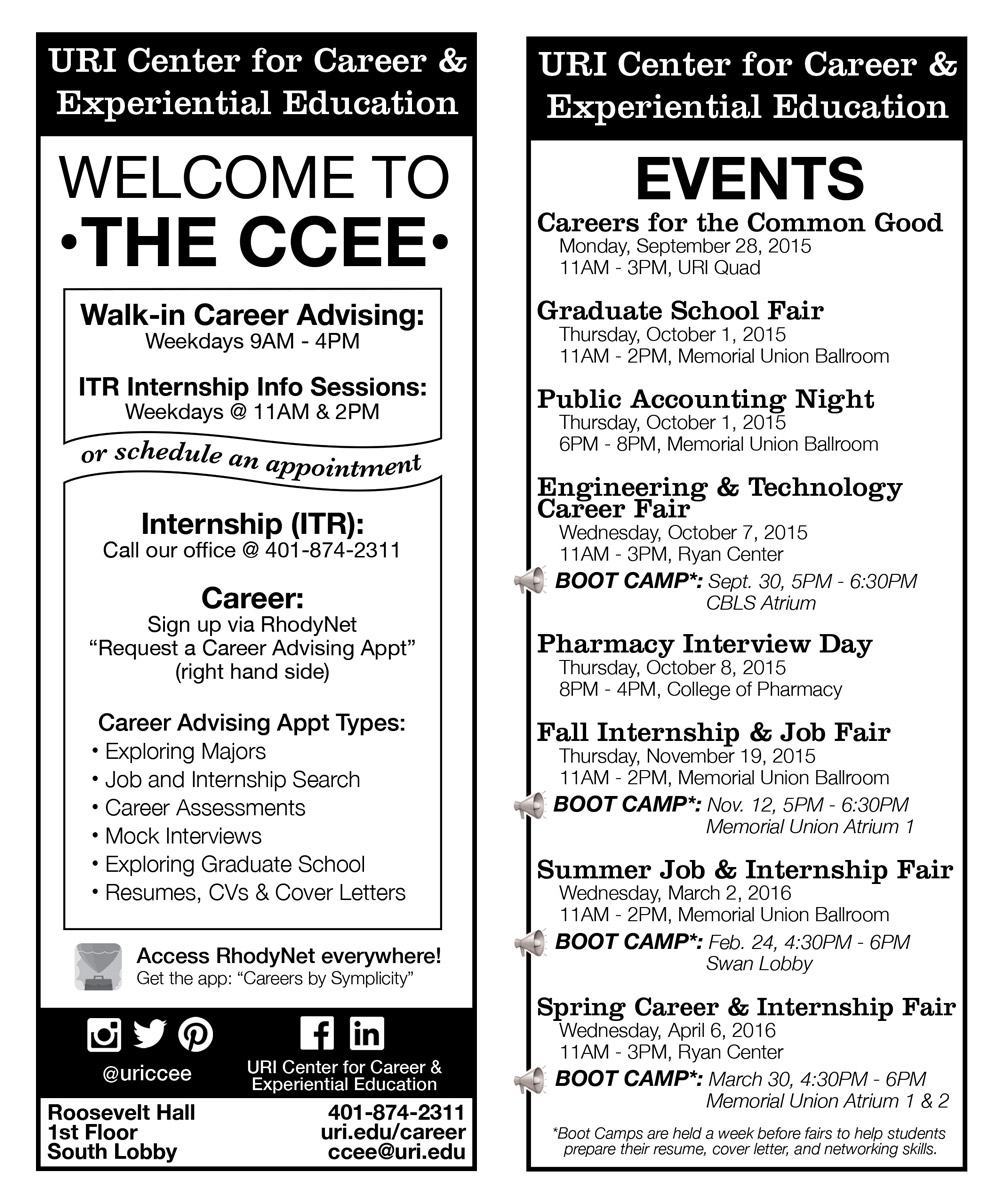 URI Center for Career &
Experiential Education
WELCOME TO
•THE CCEE•
Walk-in Career Advising:
Weekdays 9AM - 4PM
ITR Internship Info Sessions:
Weekdays @ 11AM & 2PM
or schedule an appointment
Internship (ITR):
Call our office @ 401-874-2311
Career:
Sign up via RhodyNet
“Request a Career Advising Appt”
(right hand side)
Career Advising Appt Types:
• Exploring Majors
• Job and Internship Search
• Career Assessments
• Mock Interviews
• Exploring Graduate School
• Resumes, CVs & Cover Letters
Access RhodyNet everywhere!
Get the app: “Careers by Symplicity”
@uriccee
URI Center for Career &
Experiential Education
Roosevelt Hall
1st Floor
South Lobby
401-874-2311
uri.edu/career
ccee@uri.edu
URI Center for Career &
Experiential Education
EVENTS
Careers for the Common Good
Monday, September 28, 2015
11AM - 3PM, URI Quad
Graduate School Fair
Thursday, October 1, 2015
11AM - 2PM, Memorial Union Ballroom
Public Accounting Night
Thursday, October 1, 2015
6PM - 8PM, Memorial Union Ballroom
Engineering & Technology
Career Fair
Wednesday, October 7, 2015
11AM - 3PM, Ryan Center
BOOT CAMP*: Sept. 30, 5PM - 6:30PM
CBLS Atrium
Pharmacy Interview Day
Thursday, October 8, 2015
8PM - 4PM, College of Pharmacy
Fall Internship & Job Fair
Thursday, November 19, 2015
11AM - 2PM, Memorial Union Ballroom
BOOT CAMP*: Nov. 12, 5PM - 6:30PM
Memorial Union Atrium 1
Summer Job & Internship Fair
Wednesday, March 2, 2016
11AM - 2PM, Memorial Union Ballroom
BOOT CAMP*: Feb. 24, 4:30PM - 6PM
Swan Lobby
Spring Career & Internship Fair
Wednesday, April 6, 2016
11AM - 3PM, Ryan Center
BOOT CAMP*: March 30, 4:30PM - 6PM
Memorial Union Atrium 1 & 2
*Boot Camps are held a week before fairs to help students
prepare their resume, cover letter, and networking skills.